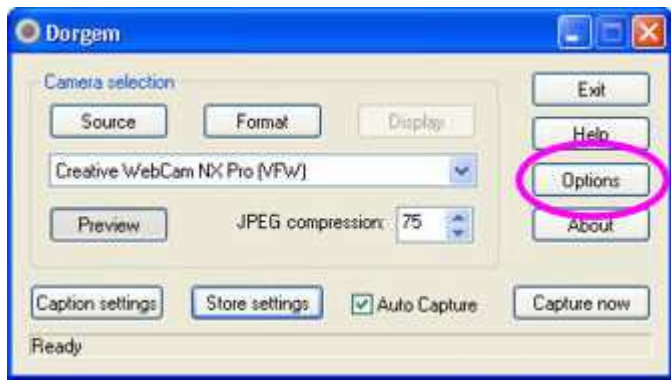 Dorgem
Camera selection
Exit
Source Format Display
Help
Creative WebCam NX Pro (VFW)
Options
Preview JPEG compression: 75
About
Caption settings Store settings Auto Capture Capture now
Ready